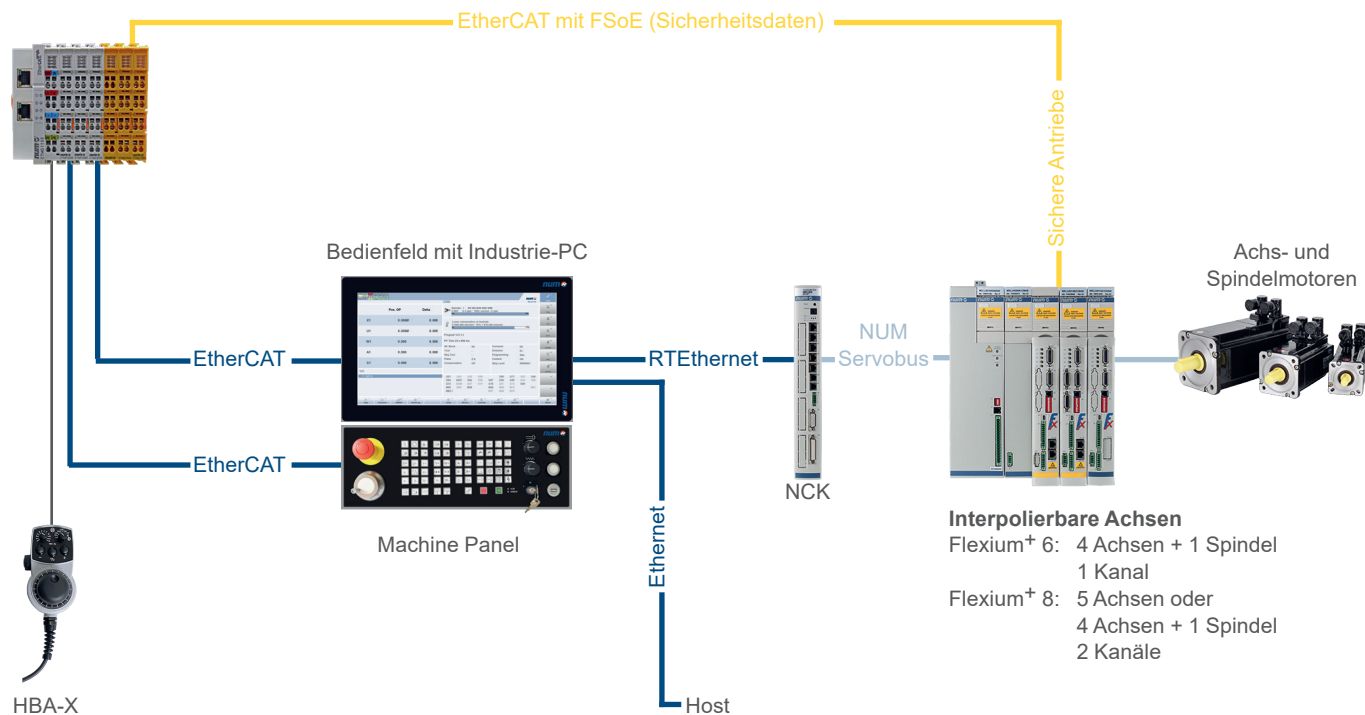 EtherCAT mit FSoE (Sicherheitsdaten)
Sichere Antriebe
Bedienfeld mit Industrie-PC
Achs- und
Spindelmotoren
num
EtherCAT
RTEthernet
NUM
Servobus
num
EtherCAT
NCK
Machine Panel
Ethernet
Interpolierbare Achsen
Flexium+ 6: 4 Achsen + 1 Spindel
1 Kanal
Flexium+ 8: 5 Achsen oder
4 Achsen + 1 Spindel
2 Kanäle
HBA-X
Host